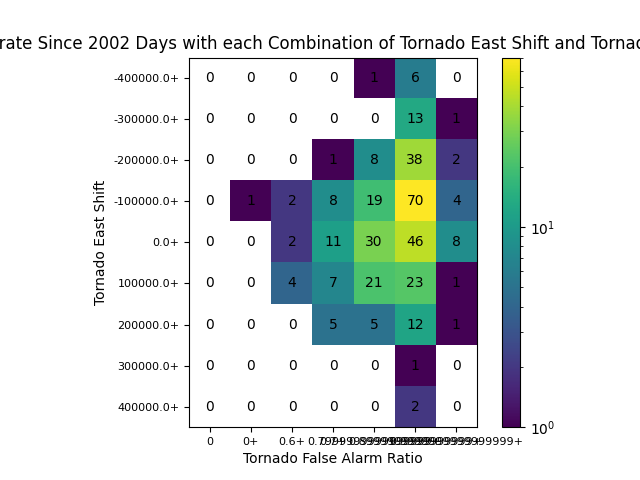 rate Since 2002 Days with each Combination of Tornado East Shift and Torna
-400000.0+ 0 0 0 0 1 6 0
-300000.0+ 0 0 0 0 0 13 1
-200000.0+ 0 0 0 1 8 38 2
-100000.0+ 0 1 2 8 19 70 4
0.0+ 0 0 2 11 30 46 8
100000.0+ 0 0 4 7 21 23 1
200000.0+ 0 0 0 5 5 12 1
300000.0+ 0 0 0 0 0 1 0
400000.0+ 0 0 0 0 0 2 0
0 0+ 0.6+
Tornado False Alarm Ratio
Tornado East Shift
10¹
10⁰